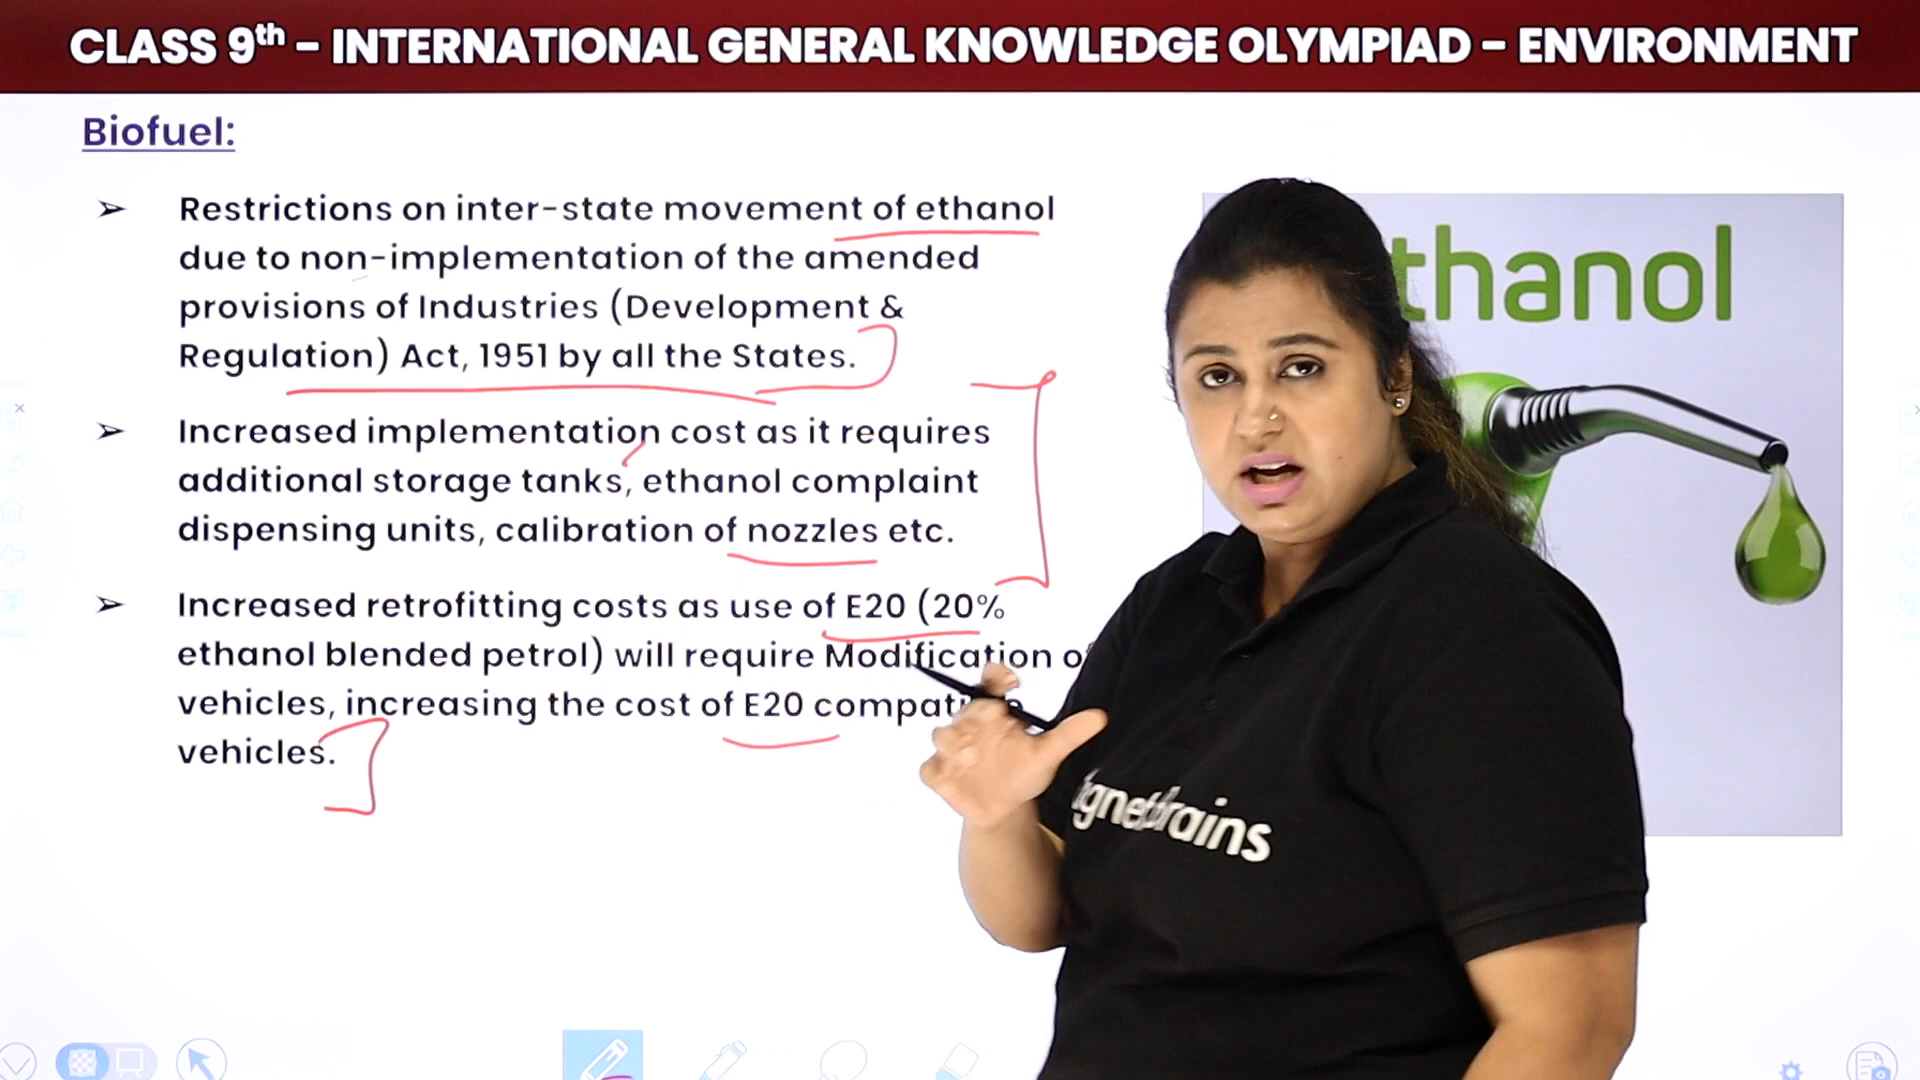 CLASS 9th – INTERNATIONAL GENERAL KNOWLEDGE OLYMPIAD – ENVIRONMENT
Biofuel:
➢ Restrictions on inter-state movement of ethanol
due to non-implementation of the amended
provisions of Industries (Development &
Regulation) Act, 1951 by all the States.
➢ Increased implementation cost as it requires
additional storage tanks, ethanol complaint
dispensing units, calibration of nozzles etc.
➢ Increased retrofitting costs as use of E20 (20%
ethanol blended petrol) will require Modification of
vehicles, increasing the cost of E20
vehicles.
thanol